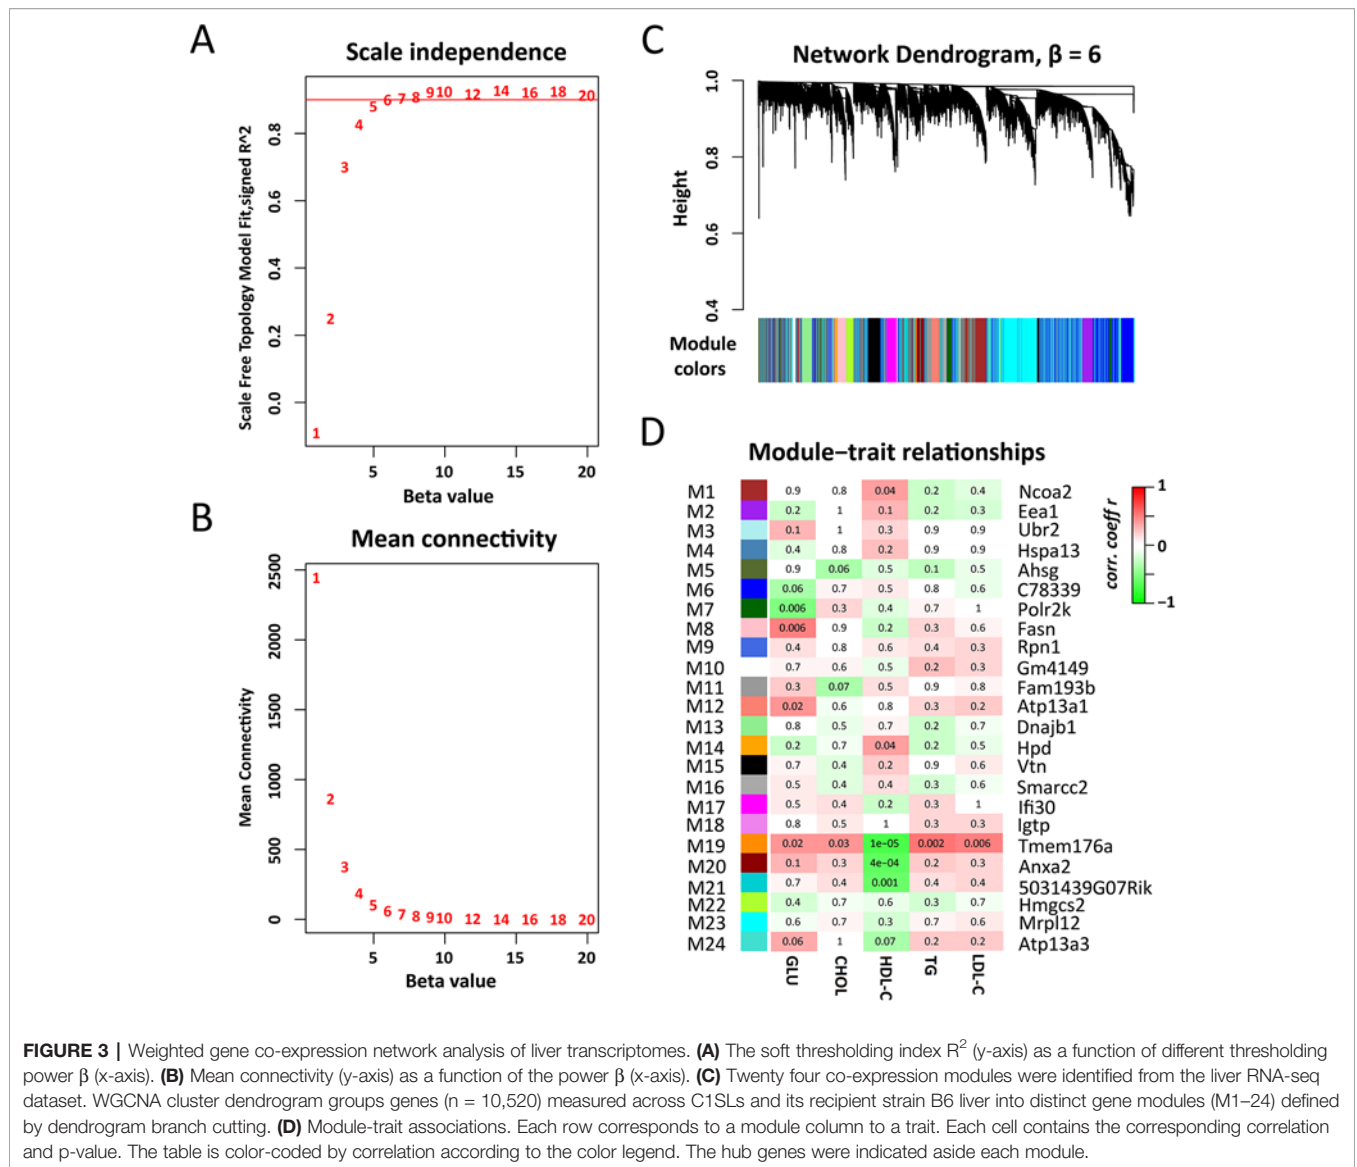 A
Scale independence
Scale Free Topology Model Fit,signed R^2
0.0 0.2 0.4 0.6 0.8
1 2 3 4 5 6 7 8 9 10 12 14 16 18 20
5 10 15 20
Beta value
B
Mean connectivity
Mean Connectivity
0 500 1000 1500 2000 2500
1 2 3 4 5 6 7 8 9 10 12 14 16 18 20
5 10 15 20
Beta value
C
Network Dendrogram, β = 6
Height
0.4 0.6 0.8 1.0
Module
colors
D
Module−trait relationships
M1 0.9 0.8 0.04 0.2 0.4 Ncoa2
M2 0.2 1 0.1 0.2 0.3 Eea1
M3 0.1 1 0.3 0.9 0.9 Ubr2
M4 0.4 0.8 0.2 0.9 0.9 Hspa13
M5 0.9 0.06 0.5 0.1 0.5 Ahsg
M6 0.06 0.7 0.5 0.8 0.6 C78339
M7 0.006 0.3 0.4 0.7 1 Polr2k
M8 0.006 0.9 0.2 0.3 0.6 Fasn
M9 0.4 0.8 0.6 0.4 0.3 Rpn1
M10 0.7 0.6 0.5 0.2 0.3 Gm4149
M11 0.3 0.07 0.5 0.9 0.8 Fam193b
M12 0.02 0.6 0.8 0.3 0.2 Atp13a1
M13 0.8 0.5 0.7 0.2 0.7 Dnajb1
M14 0.2 0.7 0.04 0.2 0.5 Hpd
M15 0.7 0.4 0.2 0.9 0.6 Vtn
M16 0.5 0.4 0.4 0.3 0.6 Smarcc2
M17 0.5 0.4 0.2 0.3 1 Ifi30
M18 0.8 0.5 1 0.3 0.3 Igtp
M19 0.02 0.03 1e−05 0.002 0.006 Tmem176a
M20 0.1 0.3 4e−04 0.2 0.3 Anxa2
M21 0.7 0.4 0.001 0.4 0.4 5031439G07Rik
M22 0.4 0.7 0.6 0.3 0.7 Hmgcs2
M23 0.6 0.7 0.3 0.7 0.6 Mrpl12
M24 0.06 1 0.07 0.2 0.2 Atp13a3
GLU CHOL HDL-C TG LDL-C
corr. coeff r
1
0
−1
FIGURE 3 | Weighted gene co-expression network analysis of liver transcriptomes. (A) The soft thresholding index R² (y-axis) as a function of different thresholding
power β (x-axis). (B) Mean connectivity (y-axis) as a function of the power β (x-axis). (C) Twenty four co-expression modules were identified from the liver RNA-seq
dataset. WGCNA cluster dendrogram groups genes (n = 10,520) measured across C1SLs and its recipient strain B6 liver into distinct gene modules (M1–24) defined
by dendrogram branch cutting. (D) Module-trait associations. Each row corresponds to a module column to a trait. Each cell contains the corresponding correlation
and p-value. The table is color-coded by correlation according to the color legend. The hub genes were indicated aside each module.